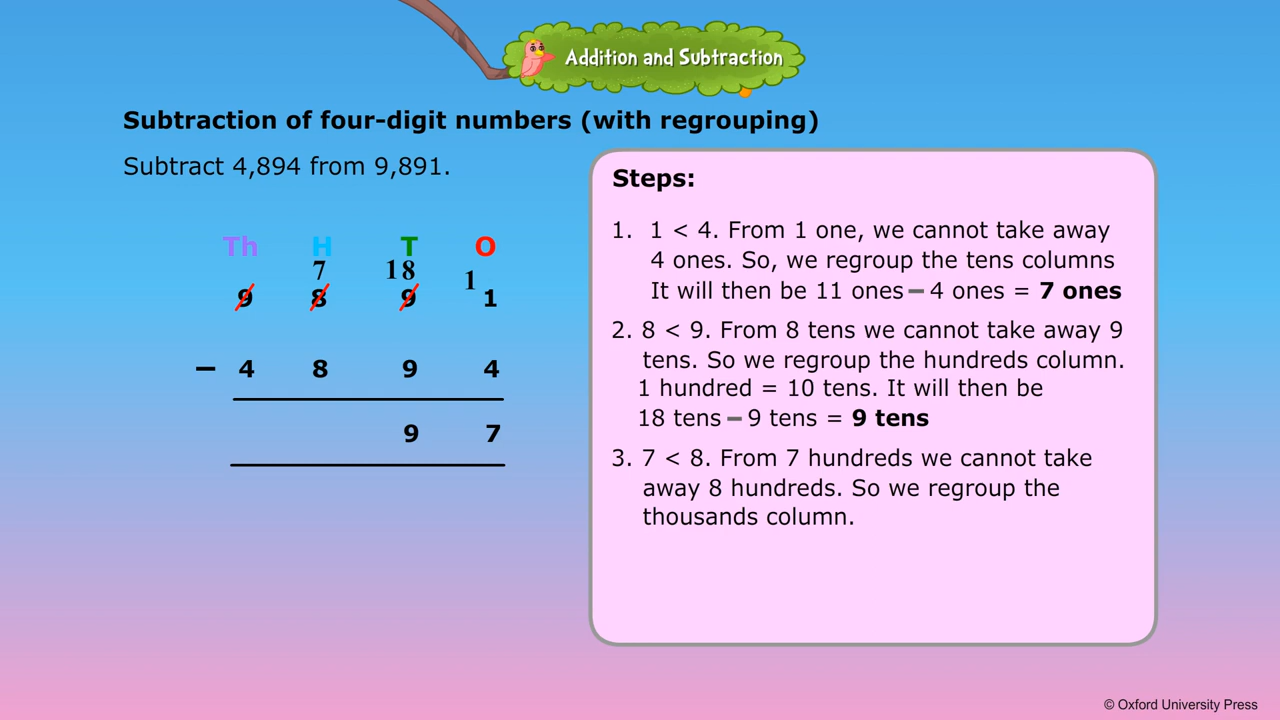 Addition and Subtraction
Subtraction of four-digit numbers (with regrouping)
Subtract 4,894 from 9,891.
Th H T O
7 18 1
9 8 9 1
− 4 8 9 4
9 7
Steps:
1. 1 < 4. From 1 one, we cannot take away
4 ones. So, we regroup the tens columns
It will then be 11 ones − 4 ones = 7 ones
2. 8 < 9. From 8 tens we cannot take away 9
tens. So we regroup the hundreds column.
1 hundred = 10 tens. It will then be
18 tens − 9 tens = 9 tens
3. 7 < 8. From 7 hundreds we cannot take
away 8 hundreds. So we regroup the
thousands column.
© Oxford University Press